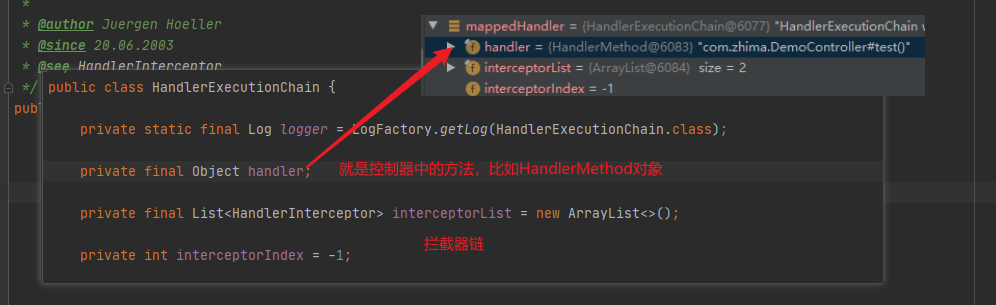 *
* @author Juergen Hoeller
* @since 20.06.2003
* @see HandlerInterceptor
*/
pub
public class HandlerExecutionChain {
private static final Log logger = LogFactory.getLog(HandlerExecutionChain.class);
private final Object handler;
就是控制器中的方法，比如HandlerMethod对象
private final List<HandlerInterceptor> interceptorList = new ArrayList<>();
拦截器链
private int interceptorIndex = -1;
mappedHandler = {HandlerExecutionChain@6077} "HandlerExecutionChain w
handler = {HandlerMethod@6083} "com.zhima.DemoController#test()"
interceptorList = {ArrayList@6084} size = 2
interceptorIndex = -1